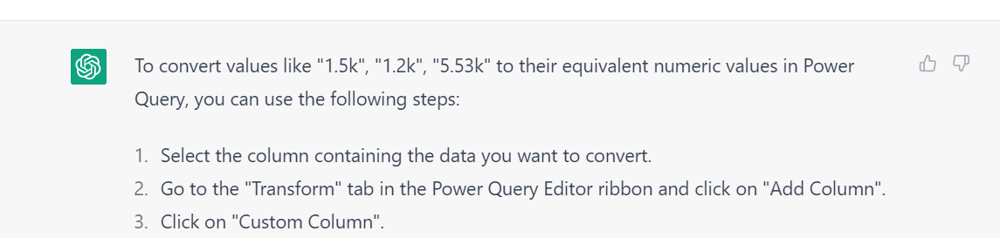 To convert values like "1.5k", "1.2k", "5.53k" to their equivalent numeric values in Power
Query, you can use the following steps:
1. Select the column containing the data you want to convert.
2. Go to the "Transform" tab in the Power Query Editor ribbon and click on "Add Column".
3. Click on "Custom Column".